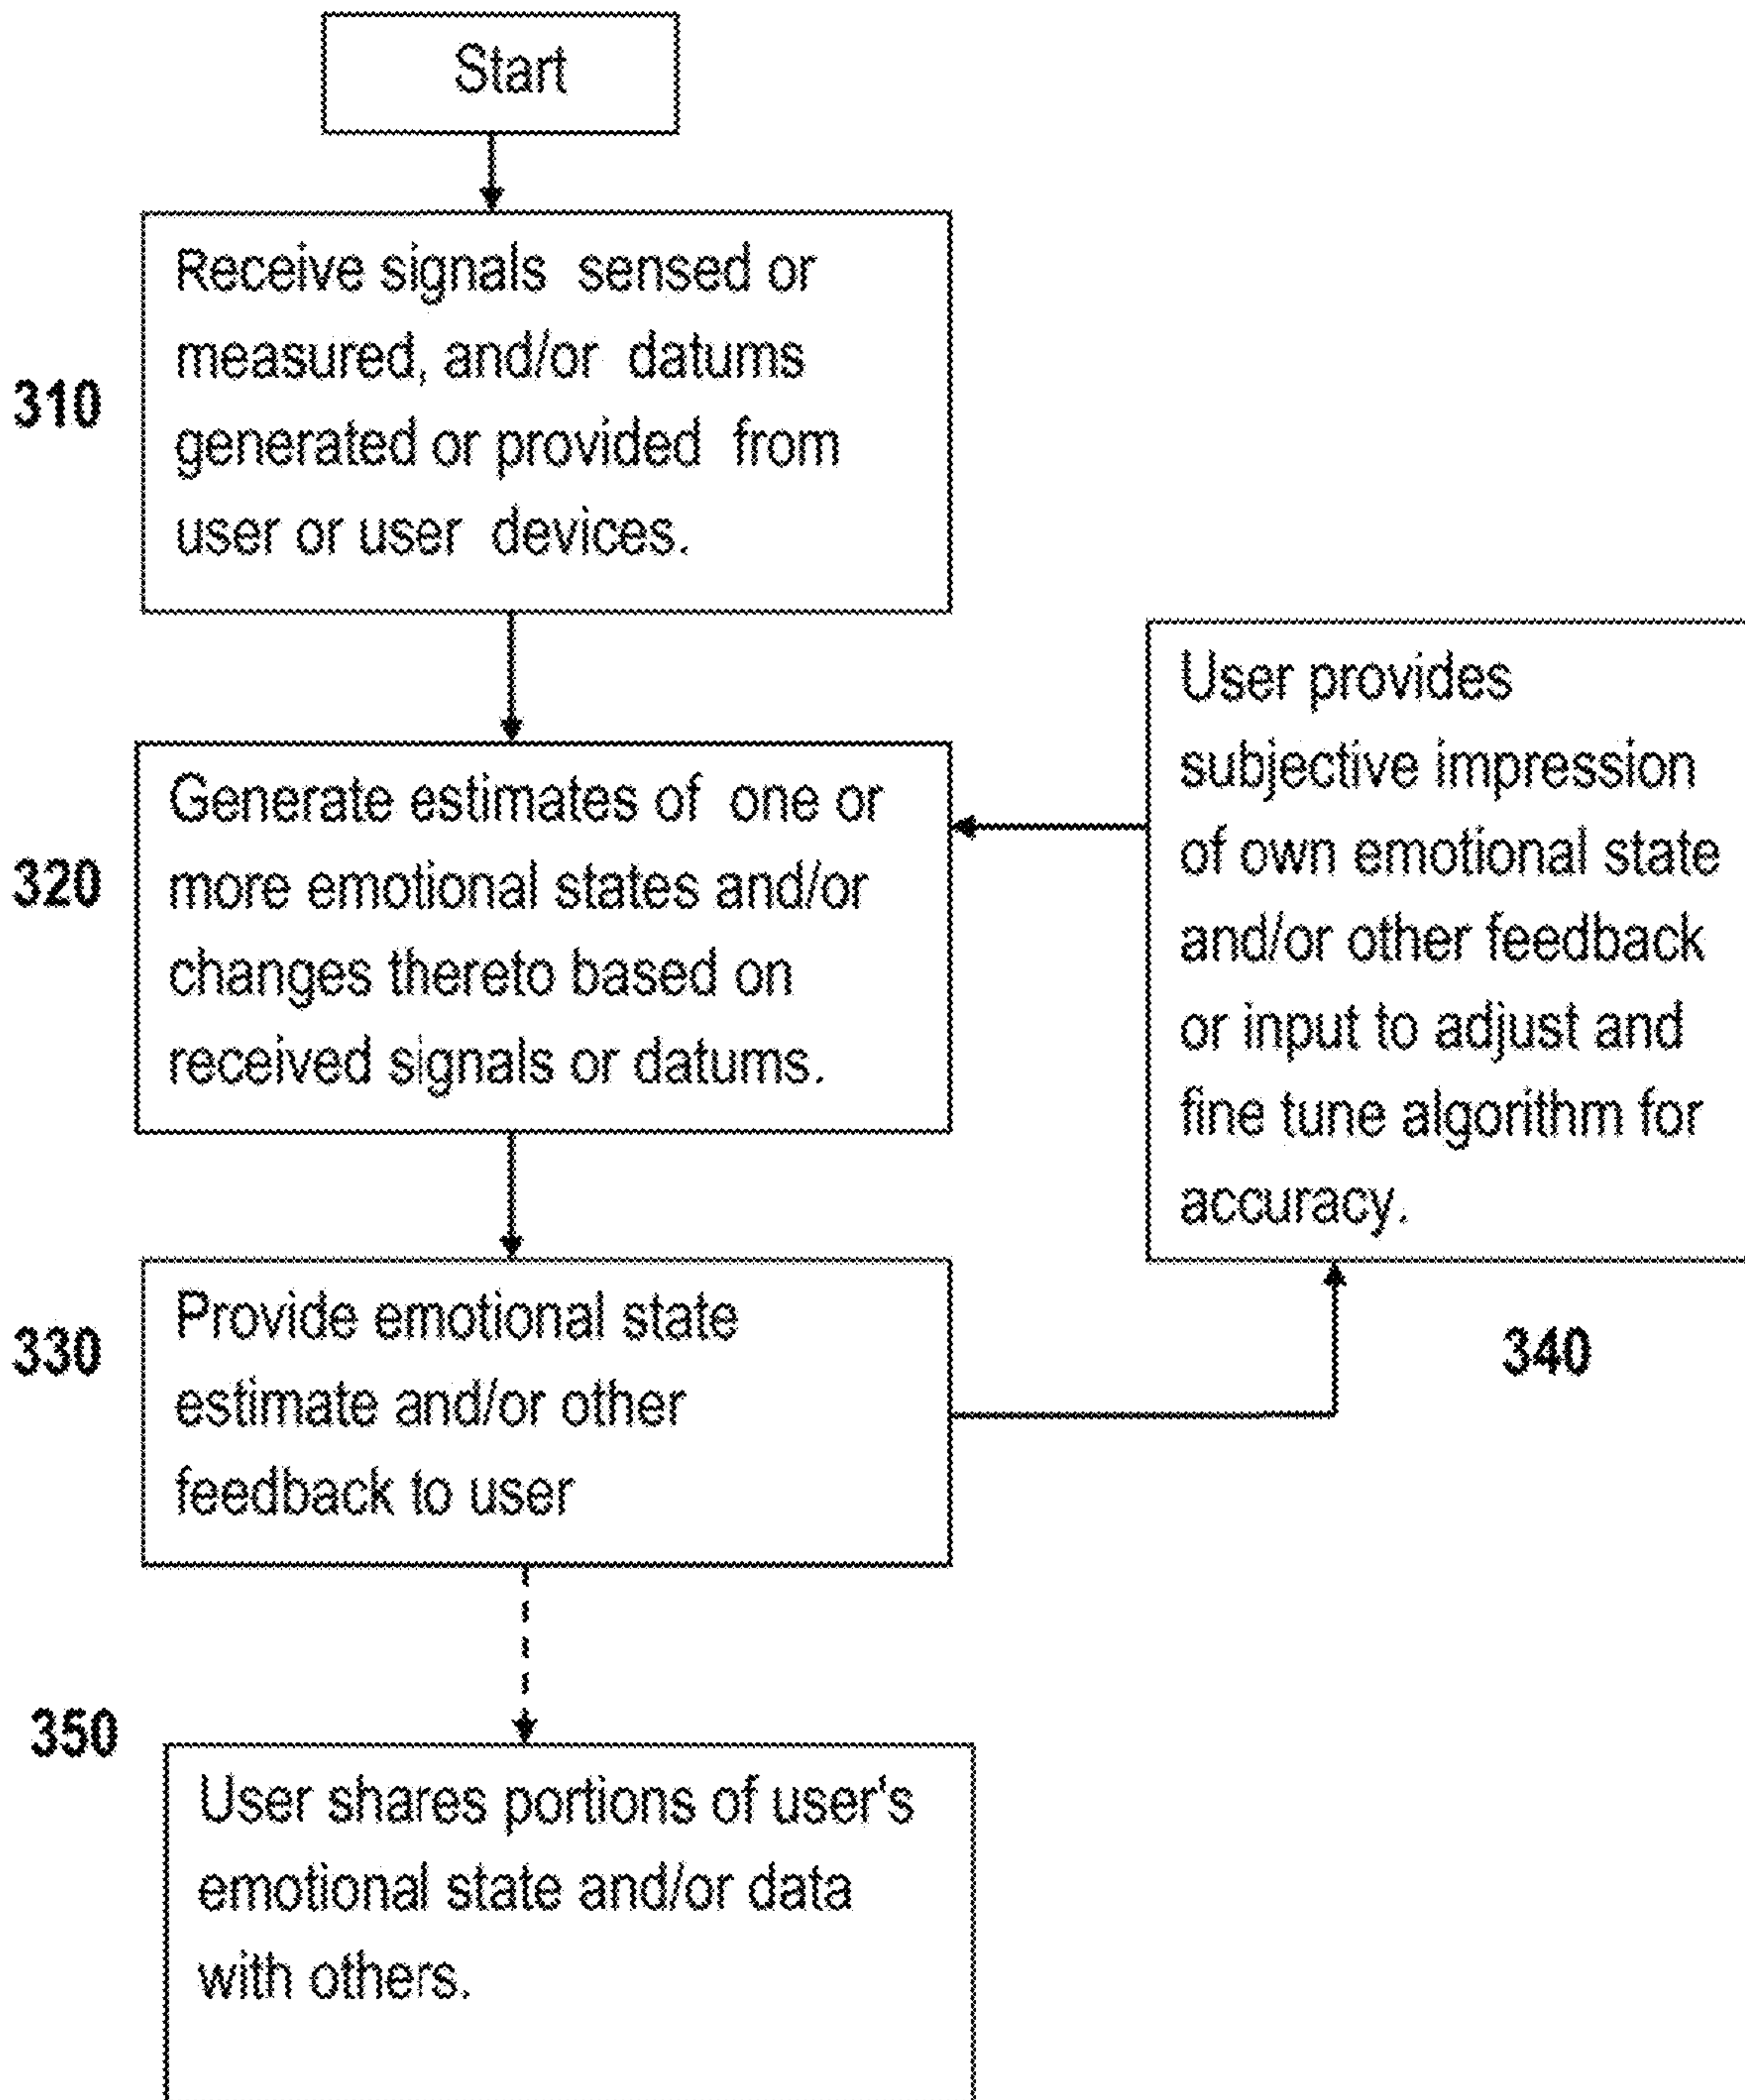 Start
310
Receive signals sensed or
measured, and/or datums
generated or provided from
user or user devices.
320
Generate estimates of one or
more emotional states and/or
changes thereto based on
received signals or datums.
User provides
subjective impression
of own emotional state
and/or other feedback
or input to adjust and
fine tune algorithm for
accuracy.
340
330
Provide emotional state
estimate and/or other
feedback to user
350
User shares portions of user's
emotional state and/or data
with others.